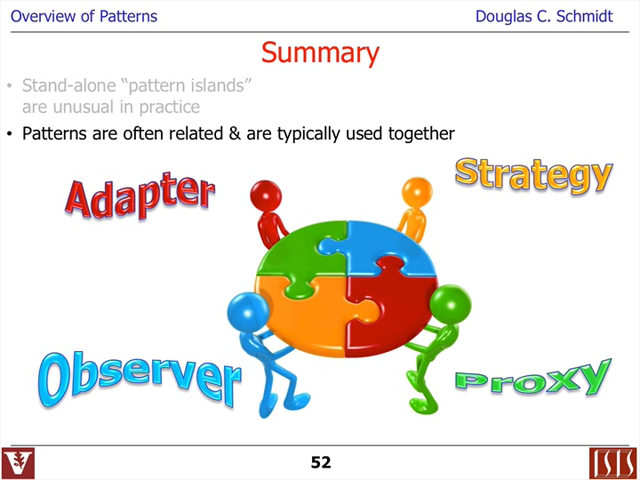 Overview of Patterns
Douglas C. Schmidt
Summary
• Stand-alone “pattern islands”
are unusual in practice
• Patterns are often related & are typically used together
Adapter
Strategy
Observer
Proxy
52
V
ISIS